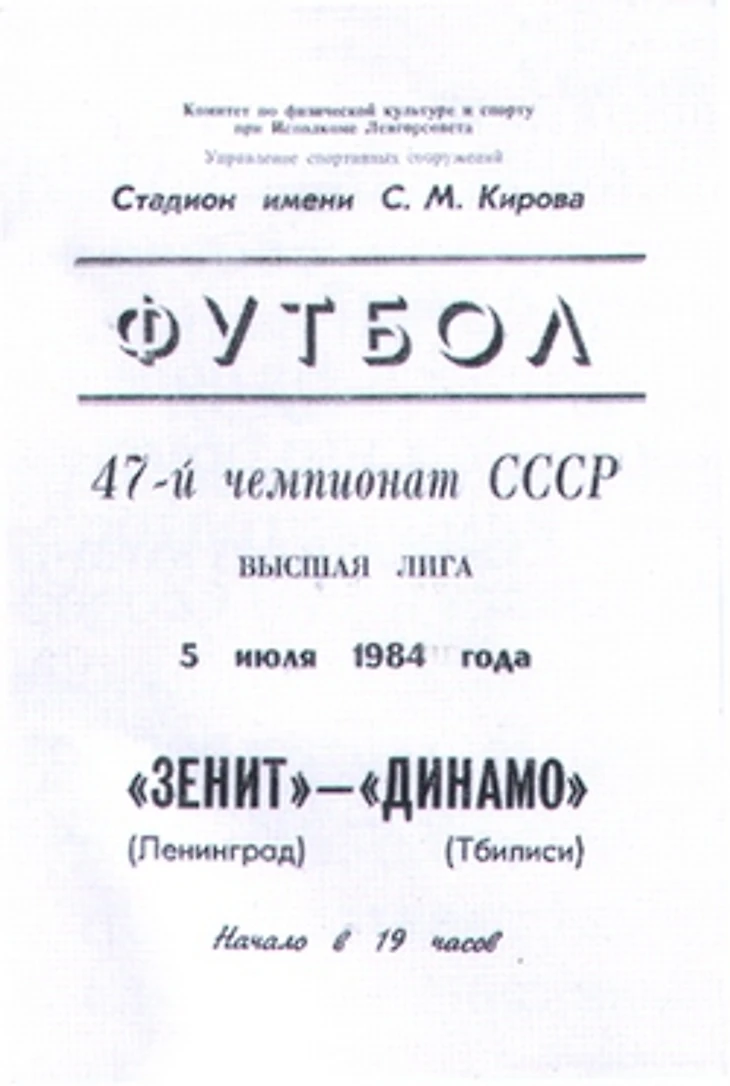 Комитет по физической культуре и спорту
при Исполкоме Ленгорсовета
Управление спортивных сооружений
Стадион имени С. М. Кирова
ФУТБОЛ
47-й чемпионат СССР
ВЫСШАЯ ЛИГА
5 июля 1984 года
«ЗЕНИТ»—«ДИНАМО»
(Ленинград) (Тбилиси)
Начало в 19 часов